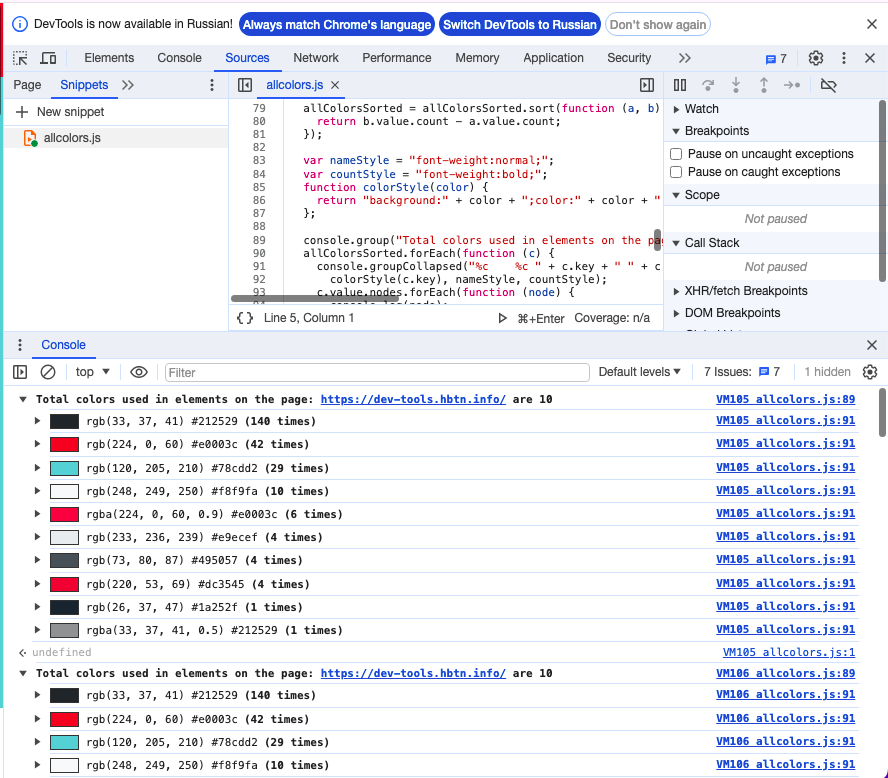 DevTools is now available in Russian! Always match Chrome's language Switch DevTools to Russian Don't show again
Elements Console Sources Network Performance Memory Application Security 7
Page Snippets allcolors.js
New snippet
allcolors.js
79 allColorsSorted = allColorsSorted.sort(function (a, b)
80 return b.value.count - a.value.count;
81 });
82
83 var nameStyle = "font-weight:normal;";
84 var countStyle = "font-weight:bold;";
85 function colorStyle(color) {
86 return "background:" + color + ";color:" + color + "
87 };
88
89 console.group("Total colors used in elements on the pag
90 allColorsSorted.forEach(function (c) {
91 console.groupCollapsed("%c    %c " + c.key + " " + c
92 colorStyle(c.key), nameStyle, countStyle);
93 c.value.nodes.forEach(function (node) {
{} Line 5, Column 1 ⌘+Enter Coverage: n/a
Watch
Breakpoints
Pause on uncaught exceptions
Pause on caught exceptions
Scope
Not paused
Call Stack
Not paused
XHR/fetch Breakpoints
DOM Breakpoints
Console
top Filter Default levels 7 Issues: 7 1 hidden
Total colors used in elements on the page: https://dev-tools.hbtn.info/ are 10 VM105 allcolors.js:89
rgb(33, 37, 41) #212529 (140 times) VM105 allcolors.js:91
rgb(224, 0, 60) #e0003c (42 times) VM105 allcolors.js:91
rgb(120, 205, 210) #78cdd2 (29 times) VM105 allcolors.js:91
rgb(248, 249, 250) #f8f9fa (10 times) VM105 allcolors.js:91
rgba(224, 0, 60, 0.9) #e0003c (6 times) VM105 allcolors.js:91
rgb(233, 236, 239) #e9ecef (4 times) VM105 allcolors.js:91
rgb(73, 80, 87) #495057 (4 times) VM105 allcolors.js:91
rgb(220, 53, 69) #dc3545 (4 times) VM105 allcolors.js:91
rgb(26, 37, 47) #1a252f (1 times) VM105 allcolors.js:91
rgba(33, 37, 41, 0.5) #212529 (1 times) VM105 allcolors.js:91
undefined VM105 allcolors.js:1
Total colors used in elements on the page: https://dev-tools.hbtn.info/ are 10 VM106 allcolors.js:89
rgb(33, 37, 41) #212529 (140 times) VM106 allcolors.js:91
rgb(224, 0, 60) #e0003c (42 times) VM106 allcolors.js:91
rgb(120, 205, 210) #78cdd2 (29 times) VM106 allcolors.js:91
rgb(248, 249, 250) #f8f9fa (10 times) VM106 allcolors.js:91